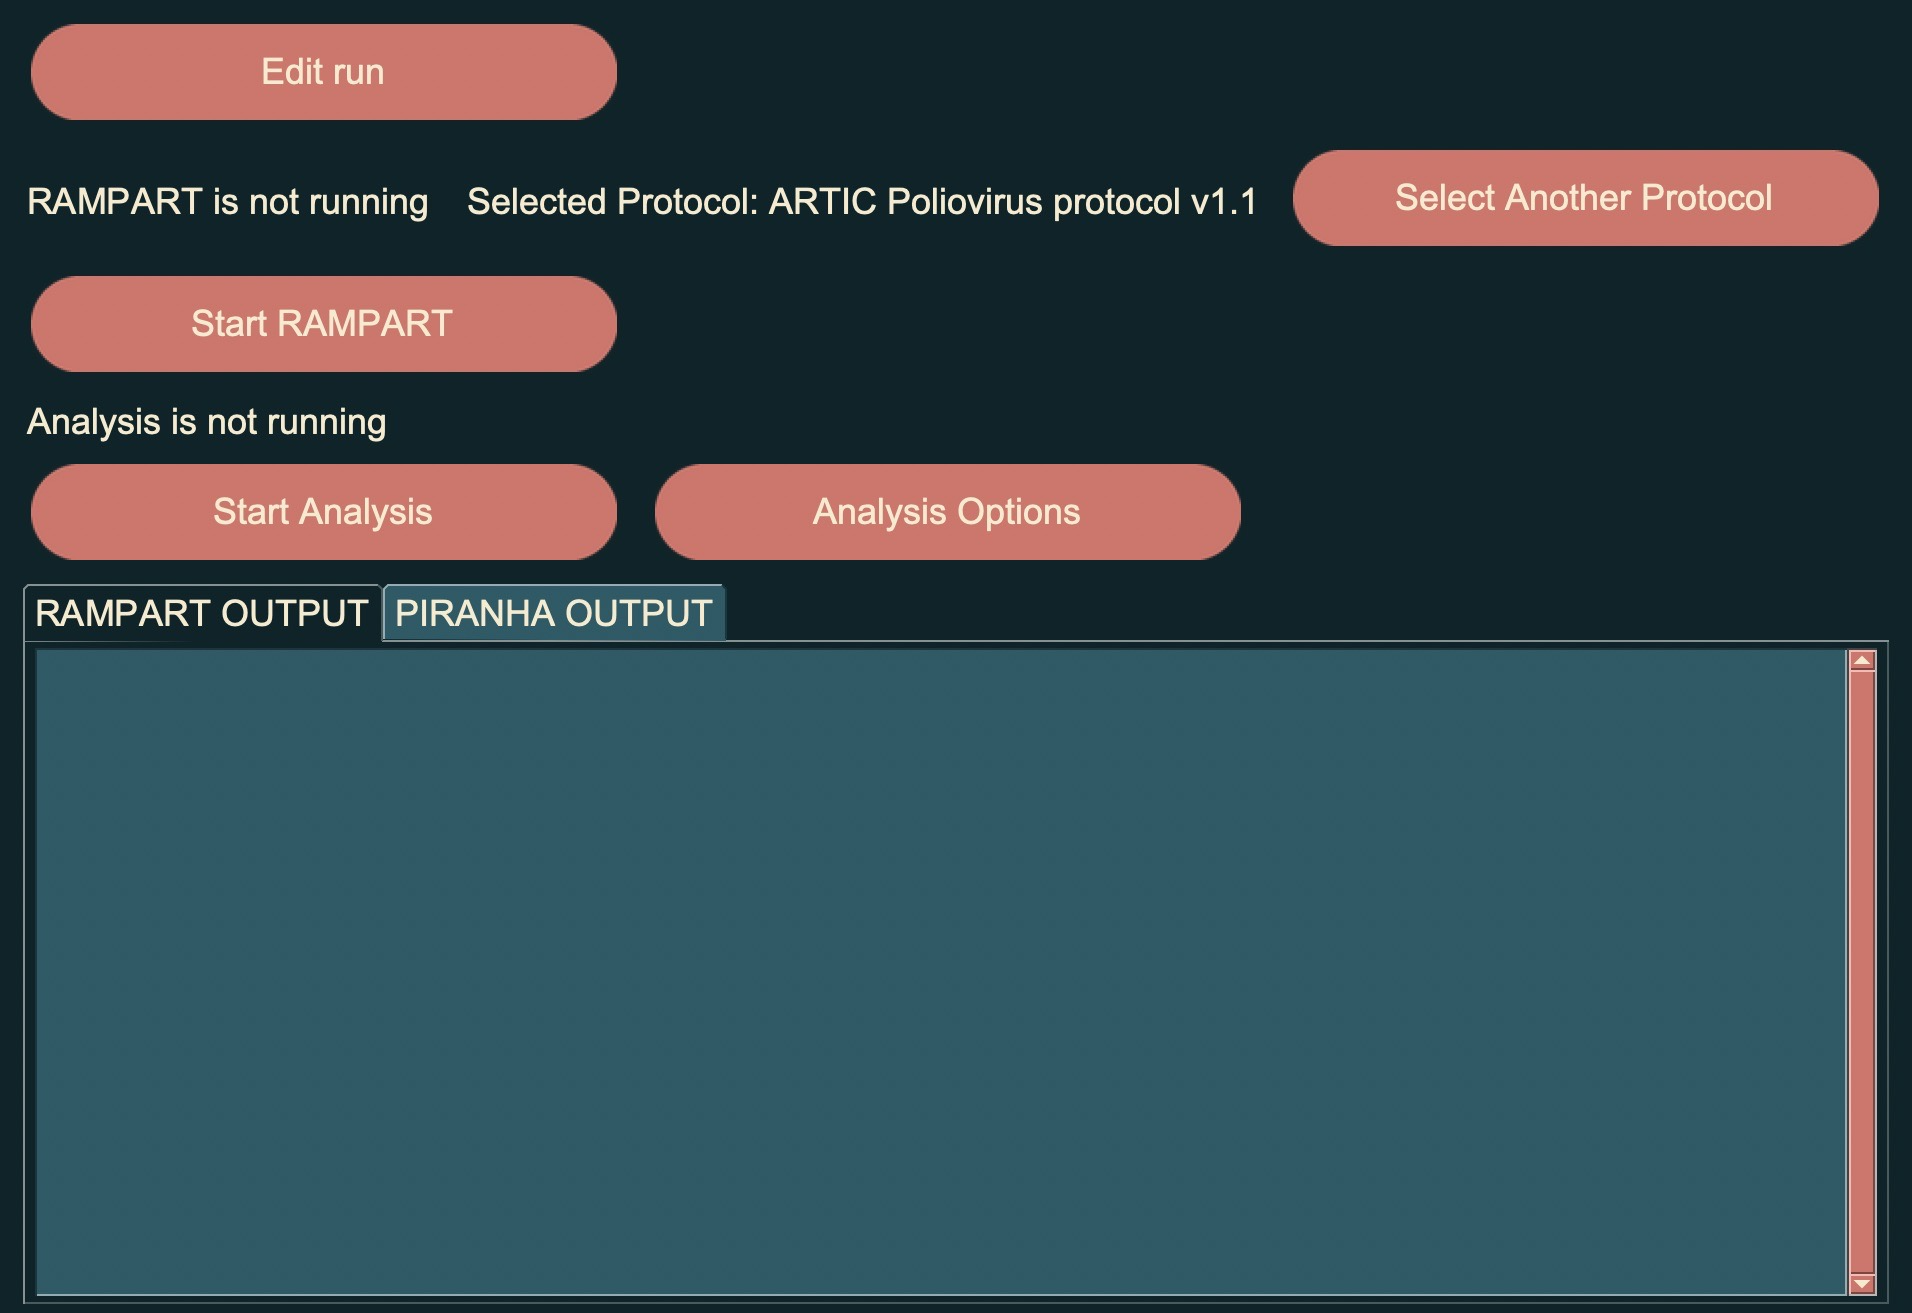 Edit run
RAMPART is not running Selected Protocol: ARTIC Poliovirus protocol v1.1 Select Another Protocol
Start RAMPART
Analysis is not running
Start Analysis Analysis Options
RAMPART OUTPUT PIRANHA OUTPUT